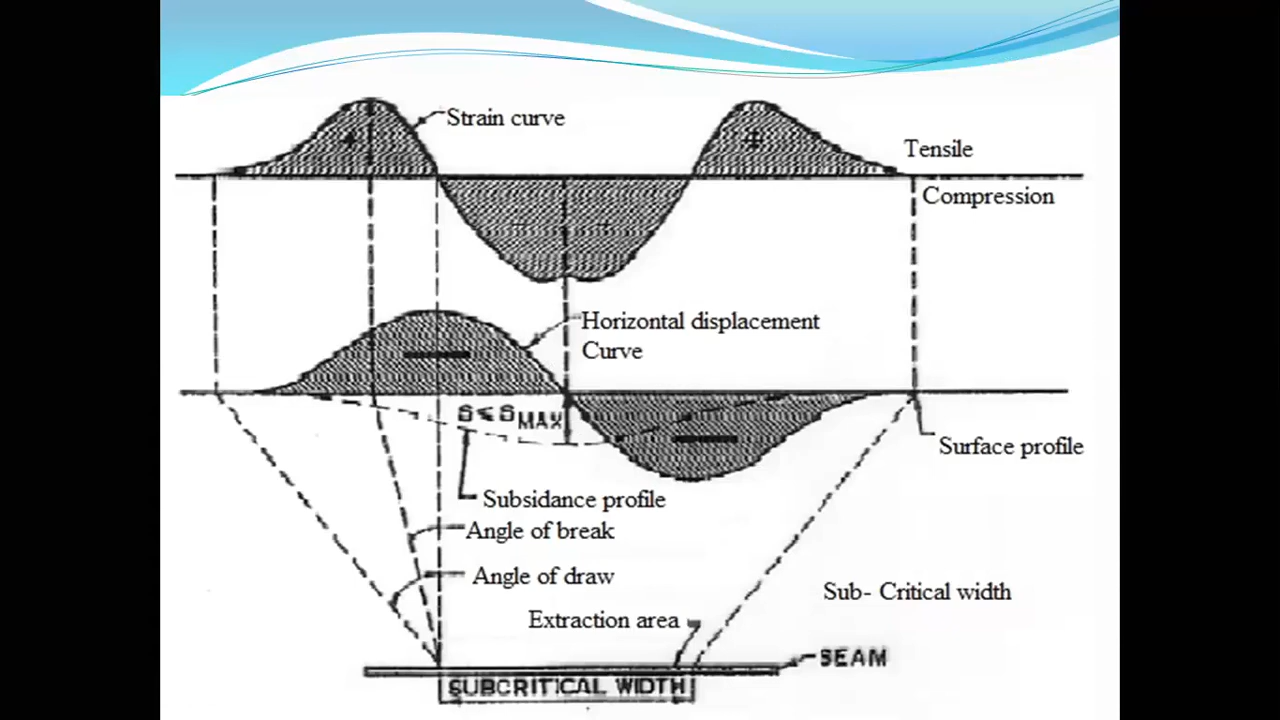 Strain curve
Tensile
Compression
Horizontal displacement
Curve
S ≤ S MAX
Surface profile
Subsidance profile
Angle of break
Angle of draw
Sub- Critical width
Extraction area
SEAM
SUBCRITICAL WIDTH